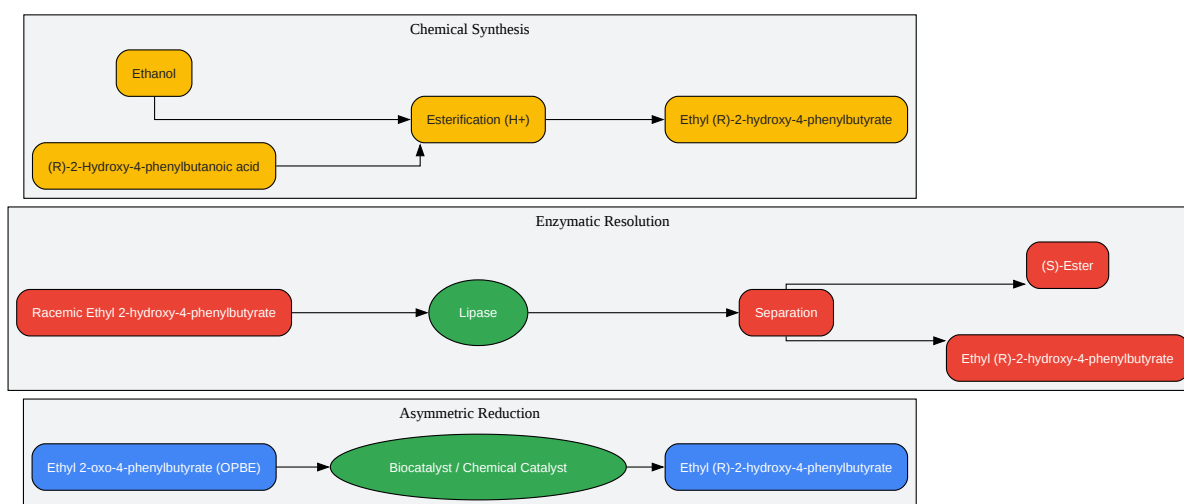 Chemical Synthesis
Ethanol
Esterification (H+)
Ethyl (R)-2-hydroxy-4-phenylbutyrate
(R)-2-Hydroxy-4-phenylbutanoic acid
Enzymatic Resolution
(S)-Ester
Racemic Ethyl 2-hydroxy-4-phenylbutyrate
Lipase
Separation
Ethyl (R)-2-hydroxy-4-phenylbutyrate
Asymmetric Reduction
Ethyl 2-oxo-4-phenylbutyrate (OPBE)
Biocatalyst / Chemical Catalyst
Ethyl (R)-2-hydroxy-4-phenylbutyrate